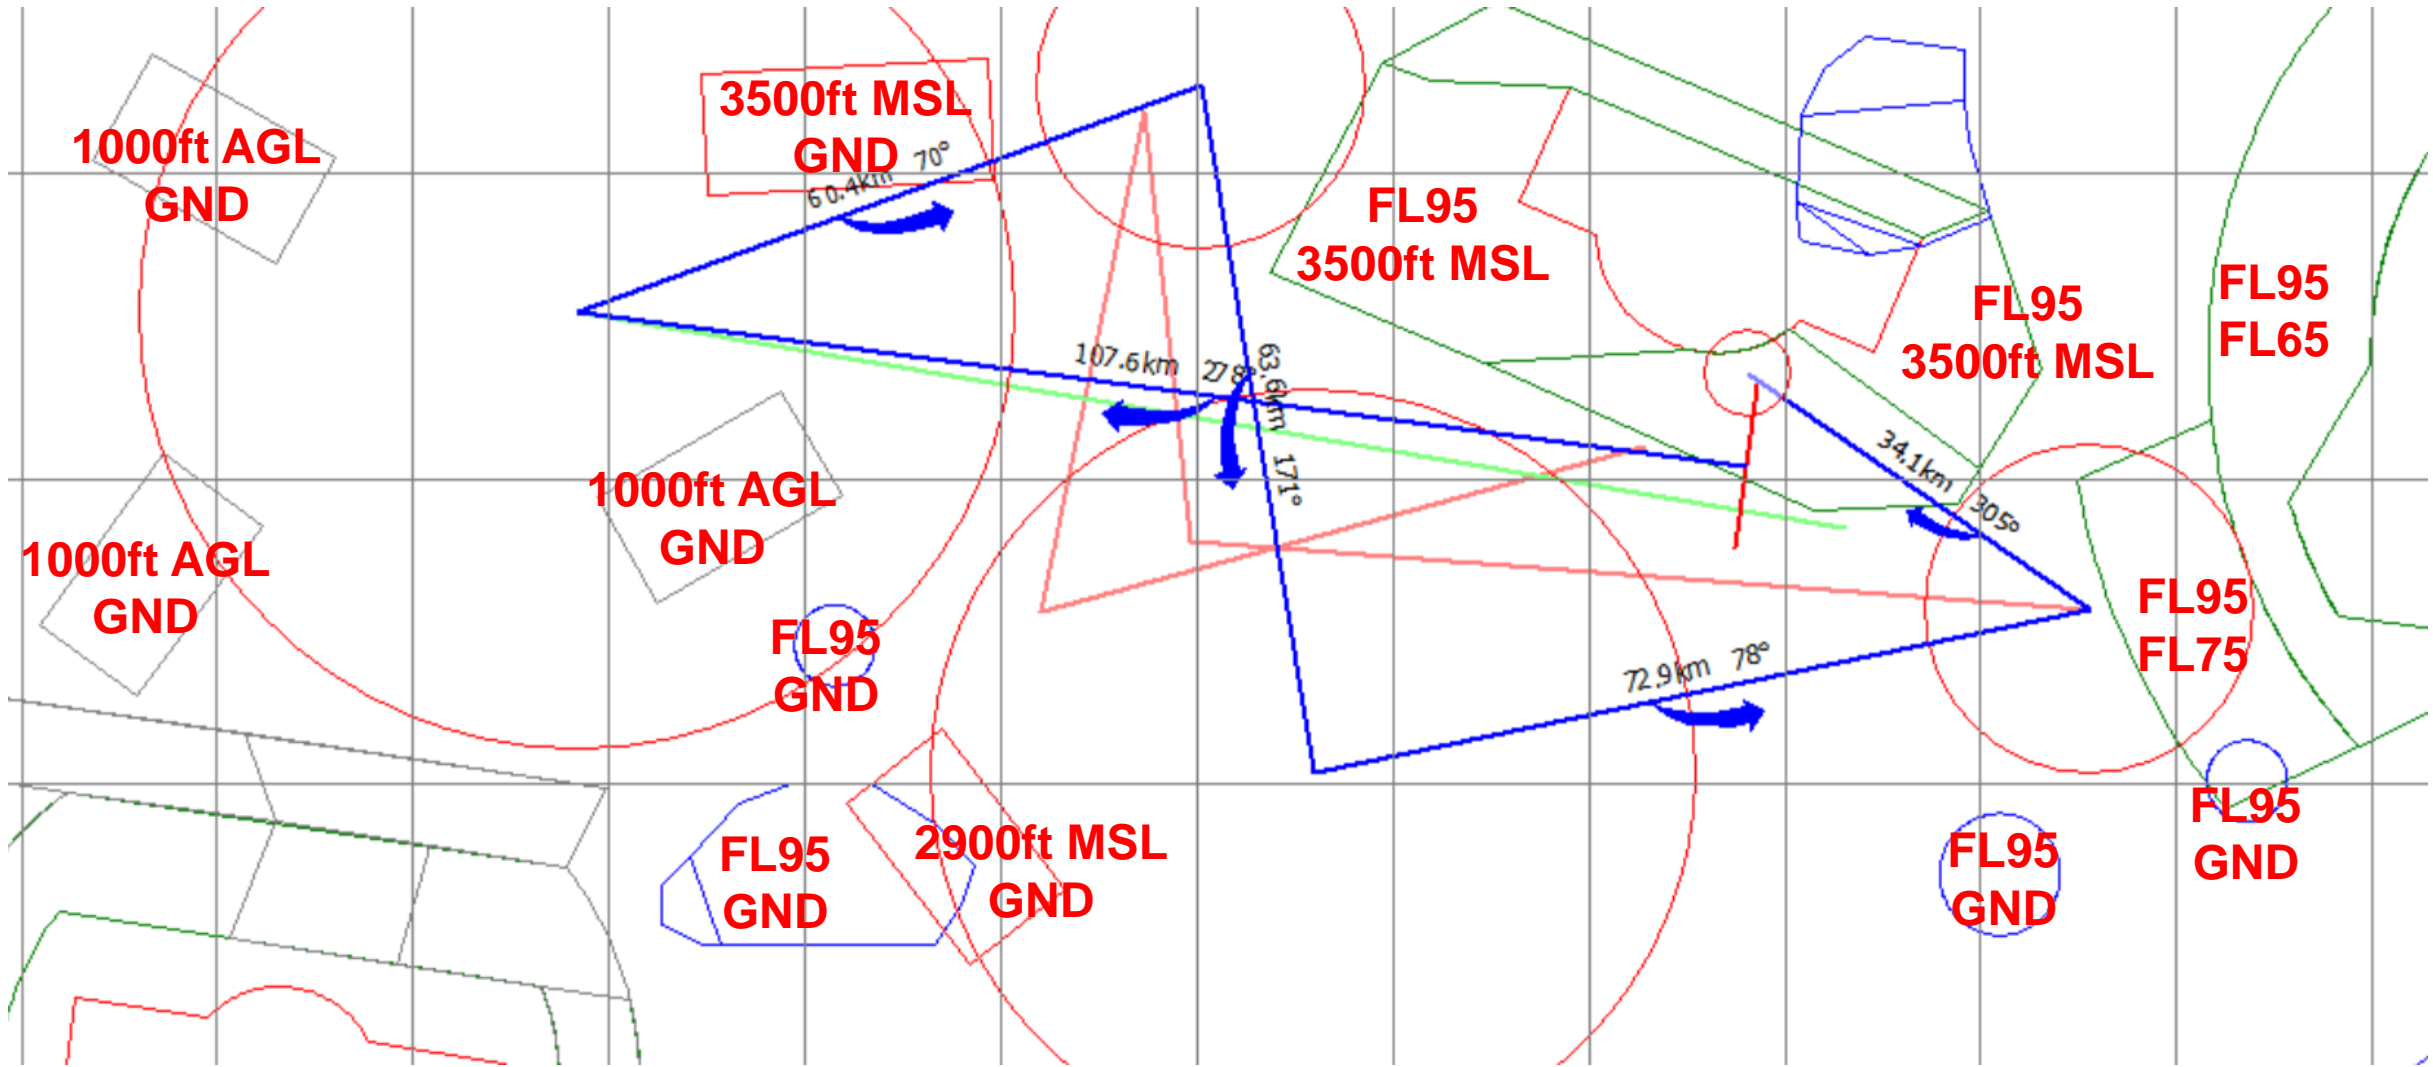 3500ft MSL
GND
1000ft AGL
GND
60.4km 70°
FL95
3500ft MSL
FL95
3500ft MSL
FL95
FL65
107.6km 278°
63.6km 171°
34.1km 305°
1000ft AGL
GND
1000ft AGL
GND
FL95
GND
FL95
FL75
72.9km 78°
FL95
GND
2900ft MSL
GND
FL95
GND
FL95
GND